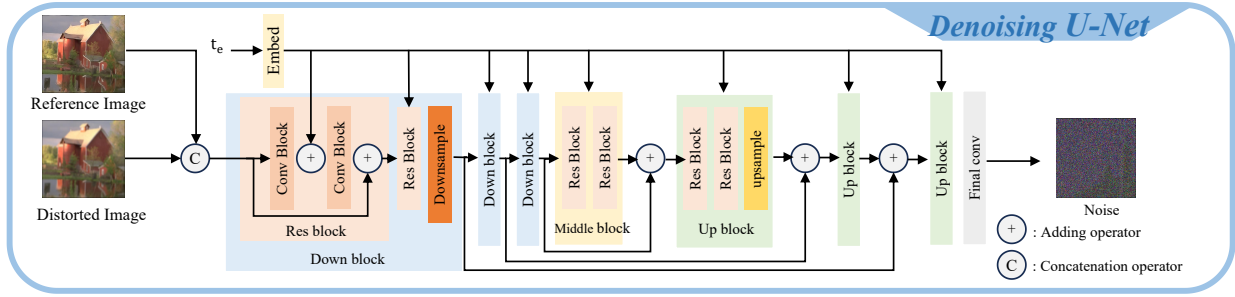 Denoising U-Net
t_e
Embed
Reference Image
Distorted Image
C
Conv Block
+
Conv Block
+
Res Block
Downsample
Res block
Down block
Down block
Down block
Res Block
Res Block
Middle block
+
Res Block
Res Block
upsample
Up block
+
Up block
+
Up block
Final conv
Noise
+ : Adding operator
C : Concatenation operator